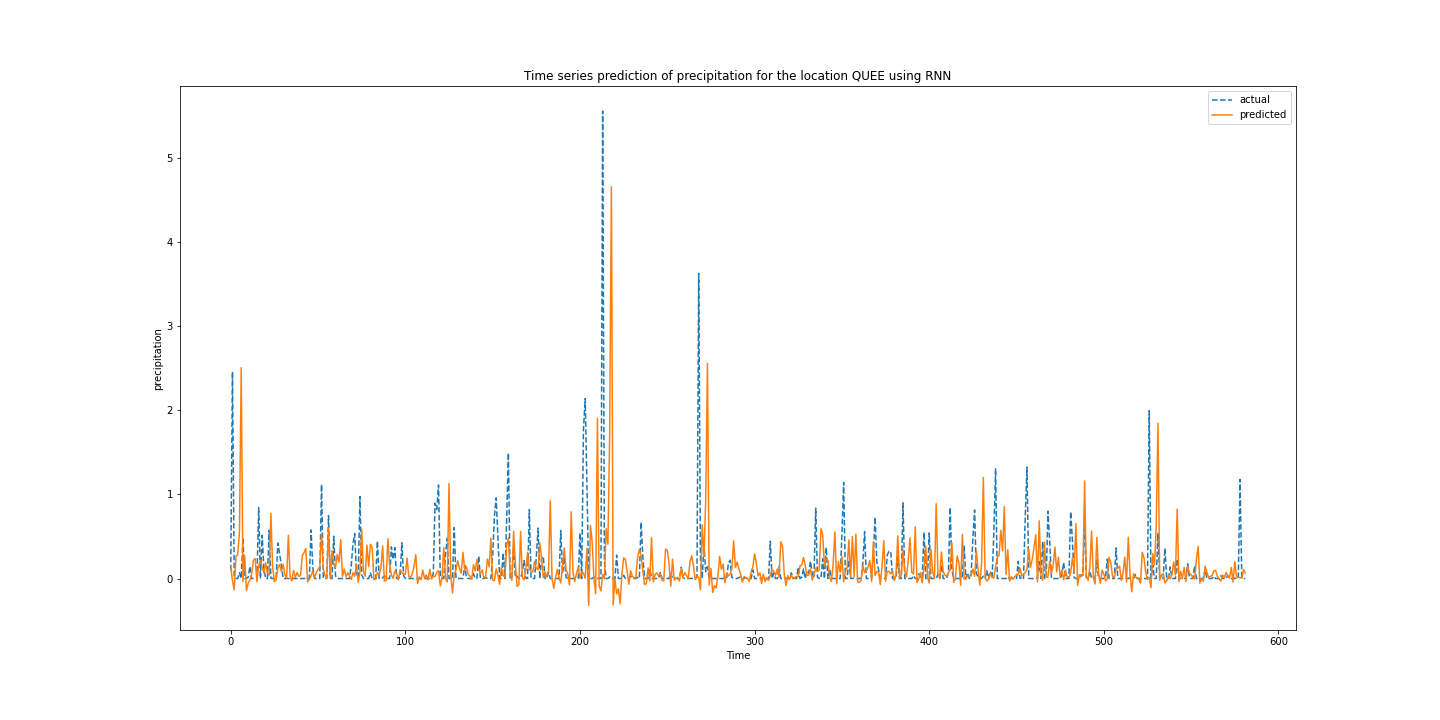 Time series prediction of precipitation for the location QUEE using RNN
actual
predicted
5
4
3
2
1
0
precipitation
0 100 200 300 400 500 600
Time